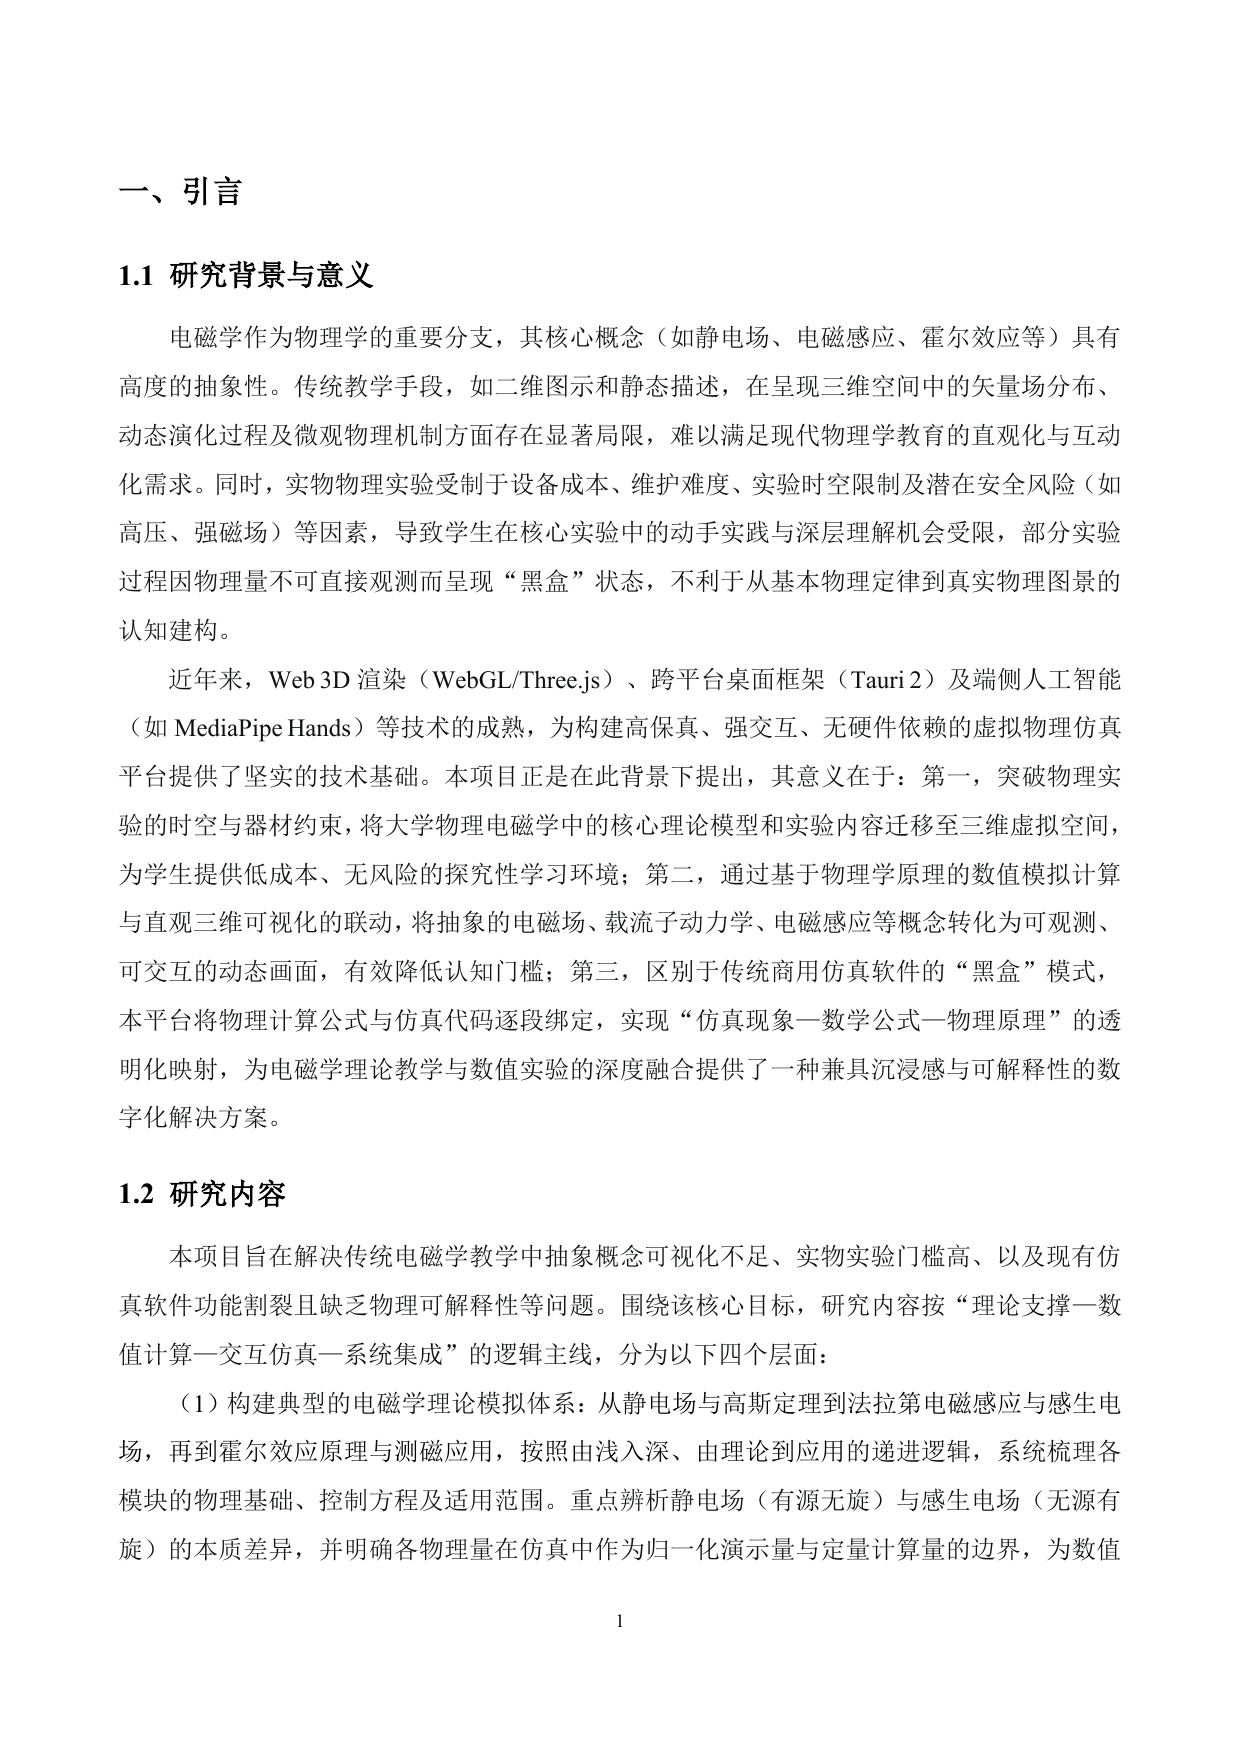 一、引言
1.1 研究背景与意义
电磁学作为物理学的重要分支，其核心概念（如静电场、电磁感应、霍尔效应等）具有
高度的抽象性。传统教学手段，如二维图示和静态描述，在呈现三维空间中的矢量场分布、
动态演化过程及微观物理机制方面存在显著局限，难以满足现代物理学教育的直观化与互动
化需求。同时，实物物理实验受制于设备成本、维护难度、实验时空限制及潜在安全风险（如
高压、强磁场）等因素，导致学生在核心实验中的动手实践与深层理解机会受限，部分实验
过程因物理量不可直接观测而呈现“黑盒”状态，不利于从基本物理定律到真实物理图景的
认知建构。
近年来，Web 3D 渲染（WebGL/Three.js）、跨平台桌面框架（Tauri 2）及端侧人工智能
（如 MediaPipe Hands）等技术的成熟，为构建高保真、强交互、无硬件依赖的虚拟物理仿真
平台提供了坚实的技术基础。本项目正是在此背景下提出，其意义在于：第一，突破物理实
验的时空与器材约束，将大学物理电磁学中的核心理论模型和实验内容迁移至三维虚拟空间，
为学生提供低成本、无风险的探究性学习环境；第二，通过基于物理学原理的数值模拟计算
与直观三维可视化的联动，将抽象的电磁场、载流子动力学、电磁感应等概念转化为可观测、
可交互的动态画面，有效降低认知门槛；第三，区别于传统商用仿真软件的“黑盒”模式，
本平台将物理计算公式与仿真代码逐段绑定，实现“仿真现象—数学公式—物理原理”的透
明化映射，为电磁学理论教学与数值实验的深度融合提供了一种兼具沉浸感与可解释性的数
字化解决方案。
1.2 研究内容
本项目旨在解决传统电磁学教学中抽象概念可视化不足、实物实验门槛高、以及现有仿
真软件功能割裂且缺乏物理可解释性等问题。围绕该核心目标，研究内容按“理论支撑—数
值计算—交互仿真—系统集成”的逻辑主线，分为以下四个层面：
（1）构建典型的电磁学理论模拟体系：从静电场与高斯定理到法拉第电磁感应与感生电
场，再到霍尔效应原理与测磁应用，按照由浅入深、由理论到应用的递进逻辑，系统梳理各
模块的物理基础、控制方程及适用范围。重点辨析静电场（有源无旋）与感生电场（无源有
旋）的本质差异，并明确各物理量在仿真中作为归一化演示量与定量计算量的边界，为数值
1